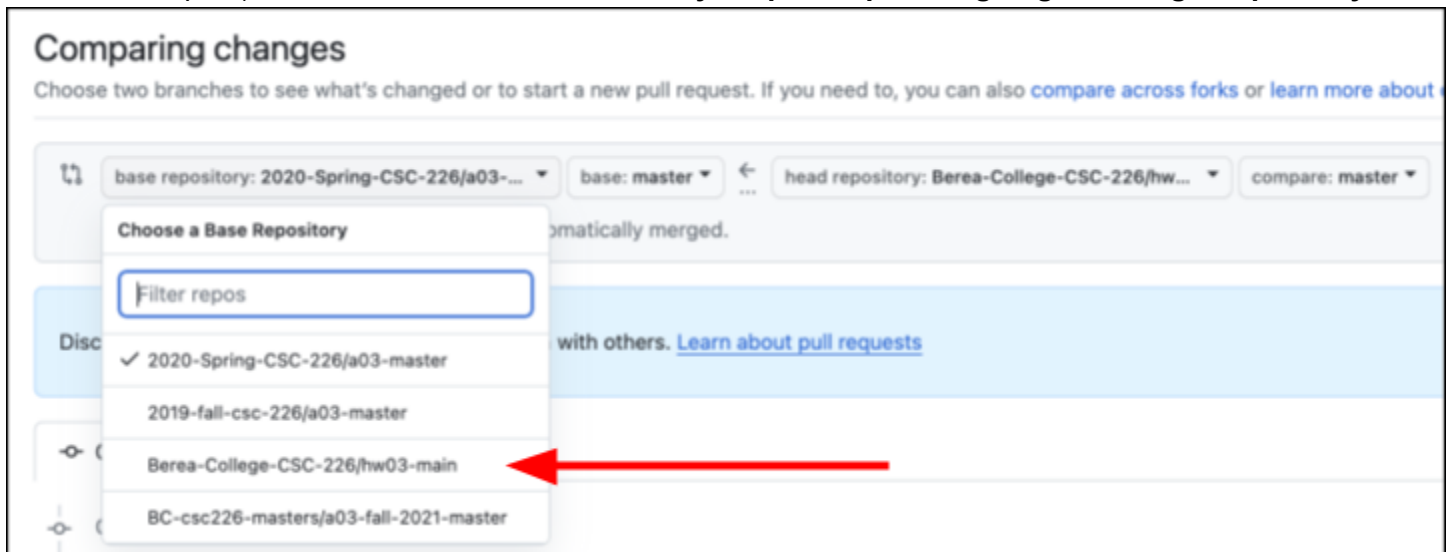 Comparing changes
Choose two branches to see what's changed or to start a new pull request. If you need to, you can also compare across forks or learn more about
base repository: 2020-Spring-CSC-226/a03-... base: master head repository: Berea-College-CSC-226/hw... compare: master
Choose a Base Repository
omatically merged.
Filter repos
Disc with others. Learn about pull requests
2020-Spring-CSC-226/a03-master
2019-fall-csc-226/a03-master
Berea-College-CSC-226/hw03-main
BC-csc226-masters/a03-fall-2021-master